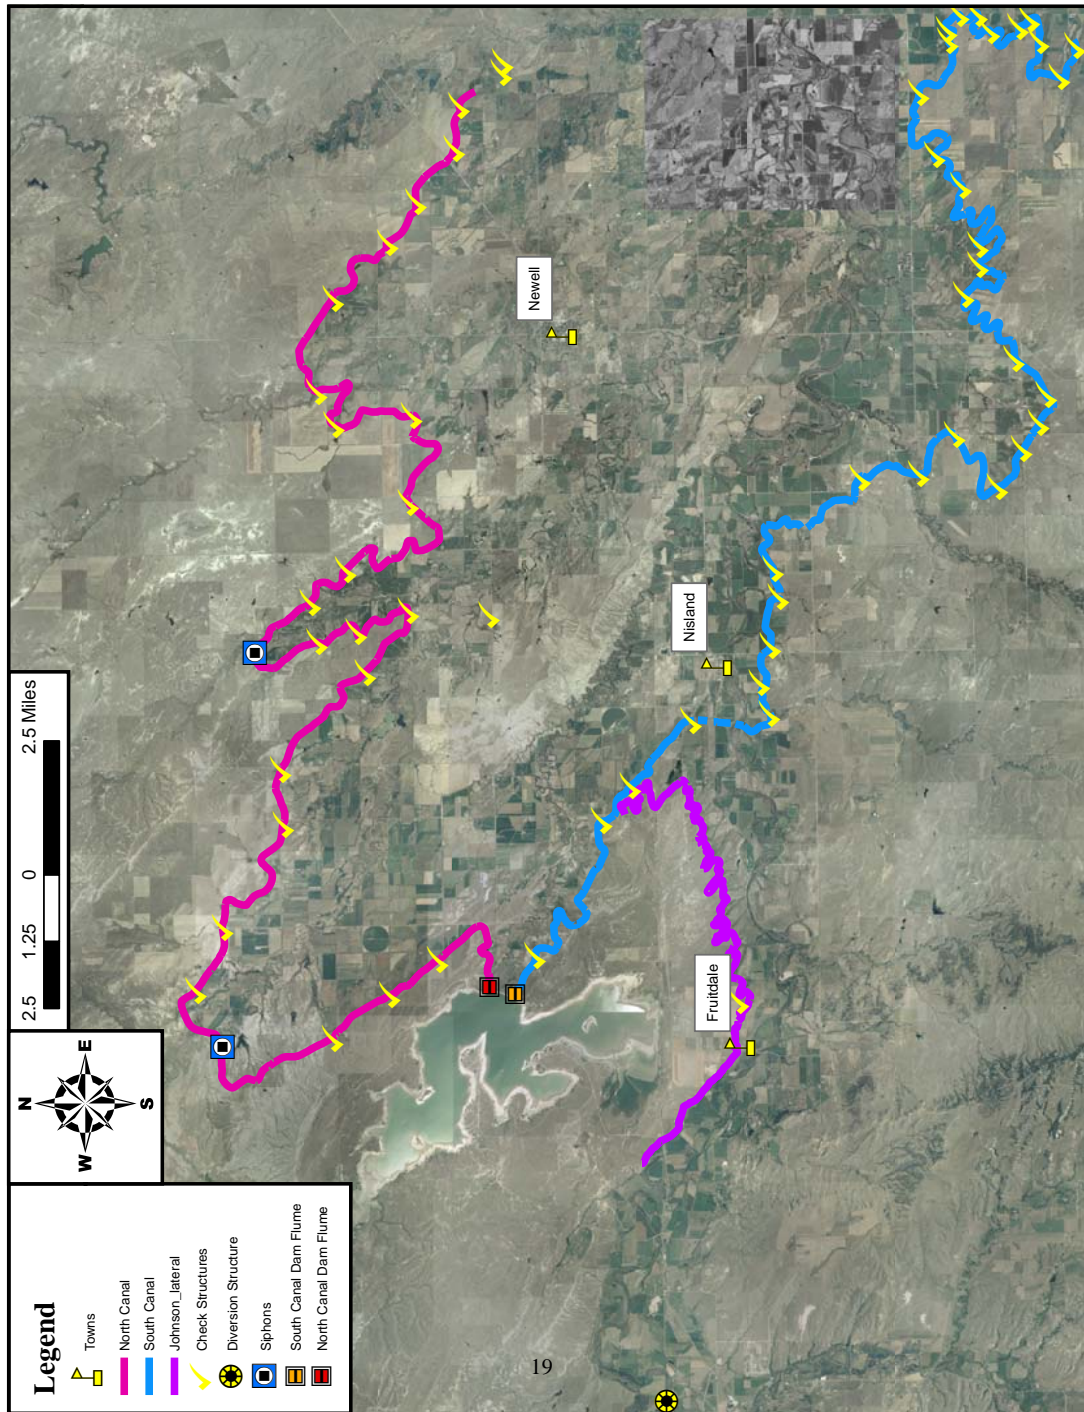 Legend
Towns
North Canal
South Canal
Johnson_lateral
Check Structures
Diversion Structure
Siphons
South Canal Dam Flume
North Canal Dam Flume
N
W E
S
2.5 1.25 0 2.5 Miles
Newell
Nisland
Fruitdale
19